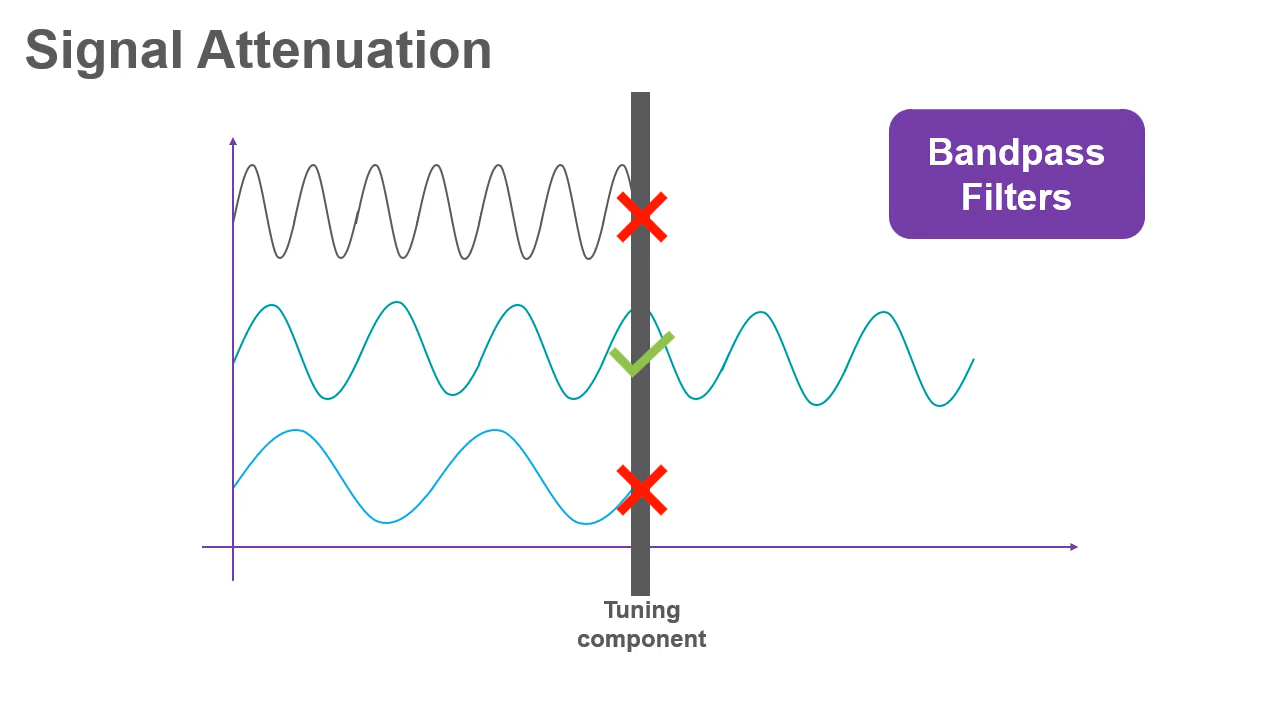 Signal Attenuation
Bandpass
Filters
Tuning
component